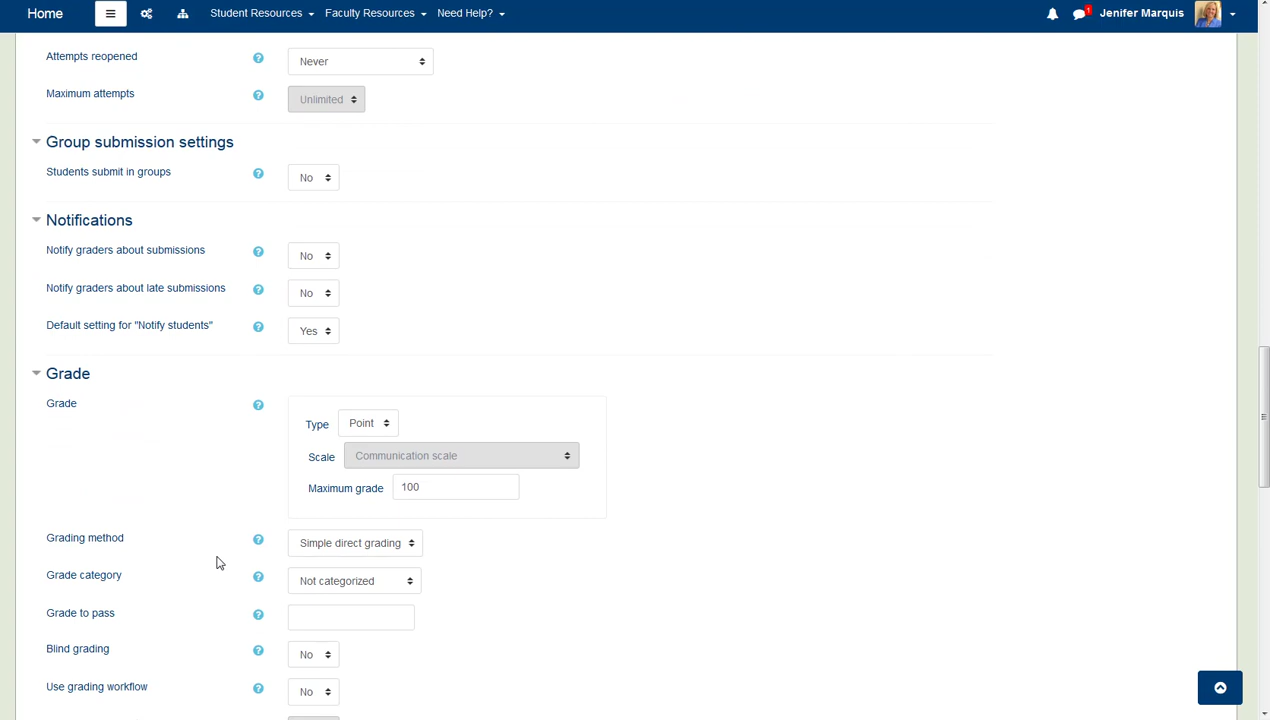 Home Student Resources Faculty Resources Need Help? 1 Jenifer Marquis
Attempts reopened Never
Maximum attempts Unlimited
Group submission settings
Students submit in groups No
Notifications
Notify graders about submissions No
Notify graders about late submissions No
Default setting for "Notify students" Yes
Grade
Grade
Type Point
Scale Communication scale
Maximum grade 100
Grading method Simple direct grading
Grade category Not categorized
Grade to pass
Blind grading No
Use grading workflow No